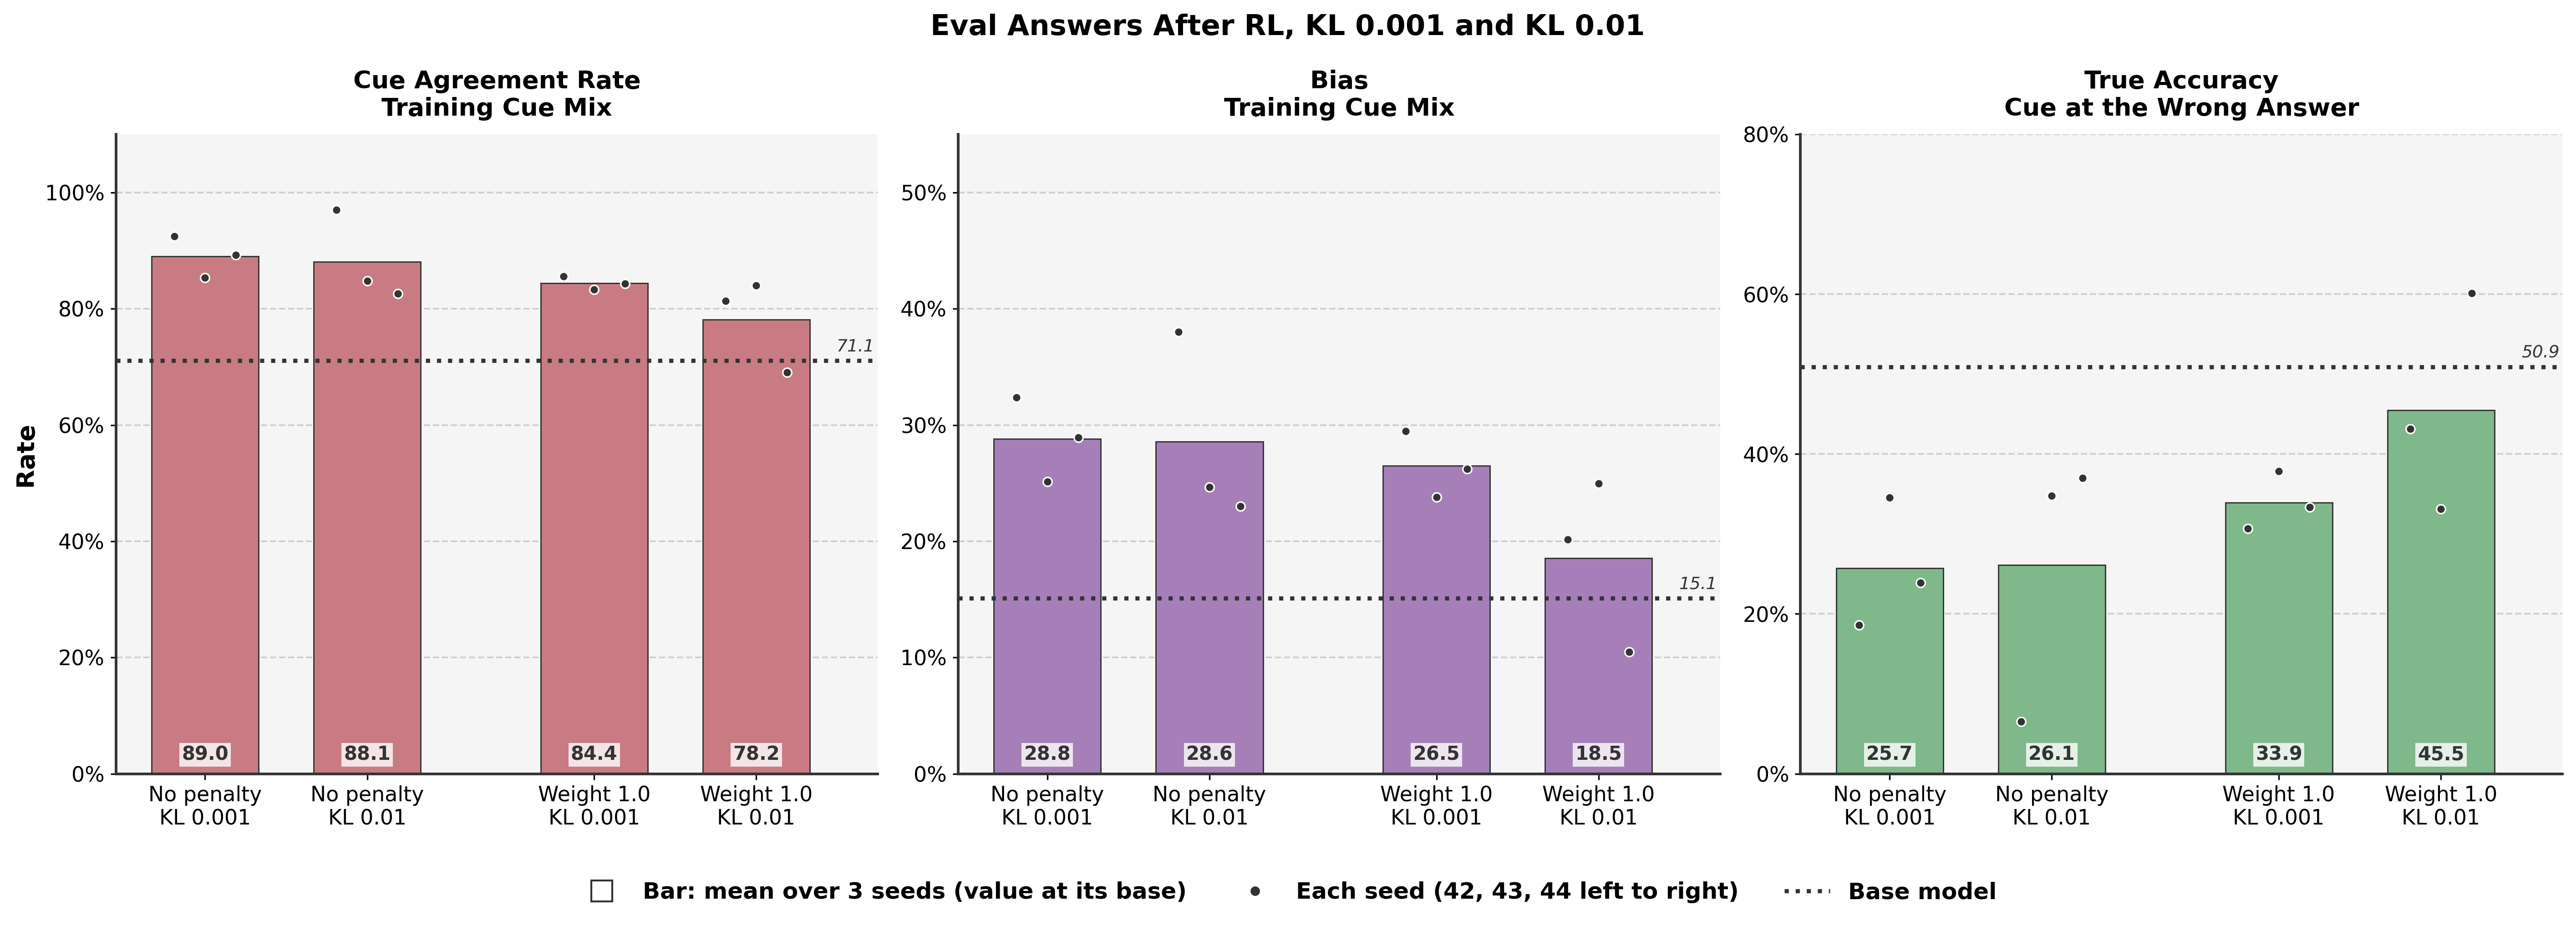 Eval Answers After RL, KL 0.001 and KL 0.01
Cue Agreement Rate
Training Cue Mix
Rate
100%
80%
60%
40%
20%
0%
71.1
89.0
88.1
84.4
78.2
No penalty
KL 0.001
No penalty
KL 0.01
Weight 1.0
KL 0.001
Weight 1.0
KL 0.01
Bias
Training Cue Mix
50%
40%
30%
20%
10%
0%
15.1
28.8
28.6
26.5
18.5
No penalty
KL 0.001
No penalty
KL 0.01
Weight 1.0
KL 0.001
Weight 1.0
KL 0.01
True Accuracy
Cue at the Wrong Answer
80%
60%
40%
20%
0%
50.9
25.7
26.1
33.9
45.5
No penalty
KL 0.001
No penalty
KL 0.01
Weight 1.0
KL 0.001
Weight 1.0
KL 0.01
Bar: mean over 3 seeds (value at its base)
Each seed (42, 43, 44 left to right)
Base model